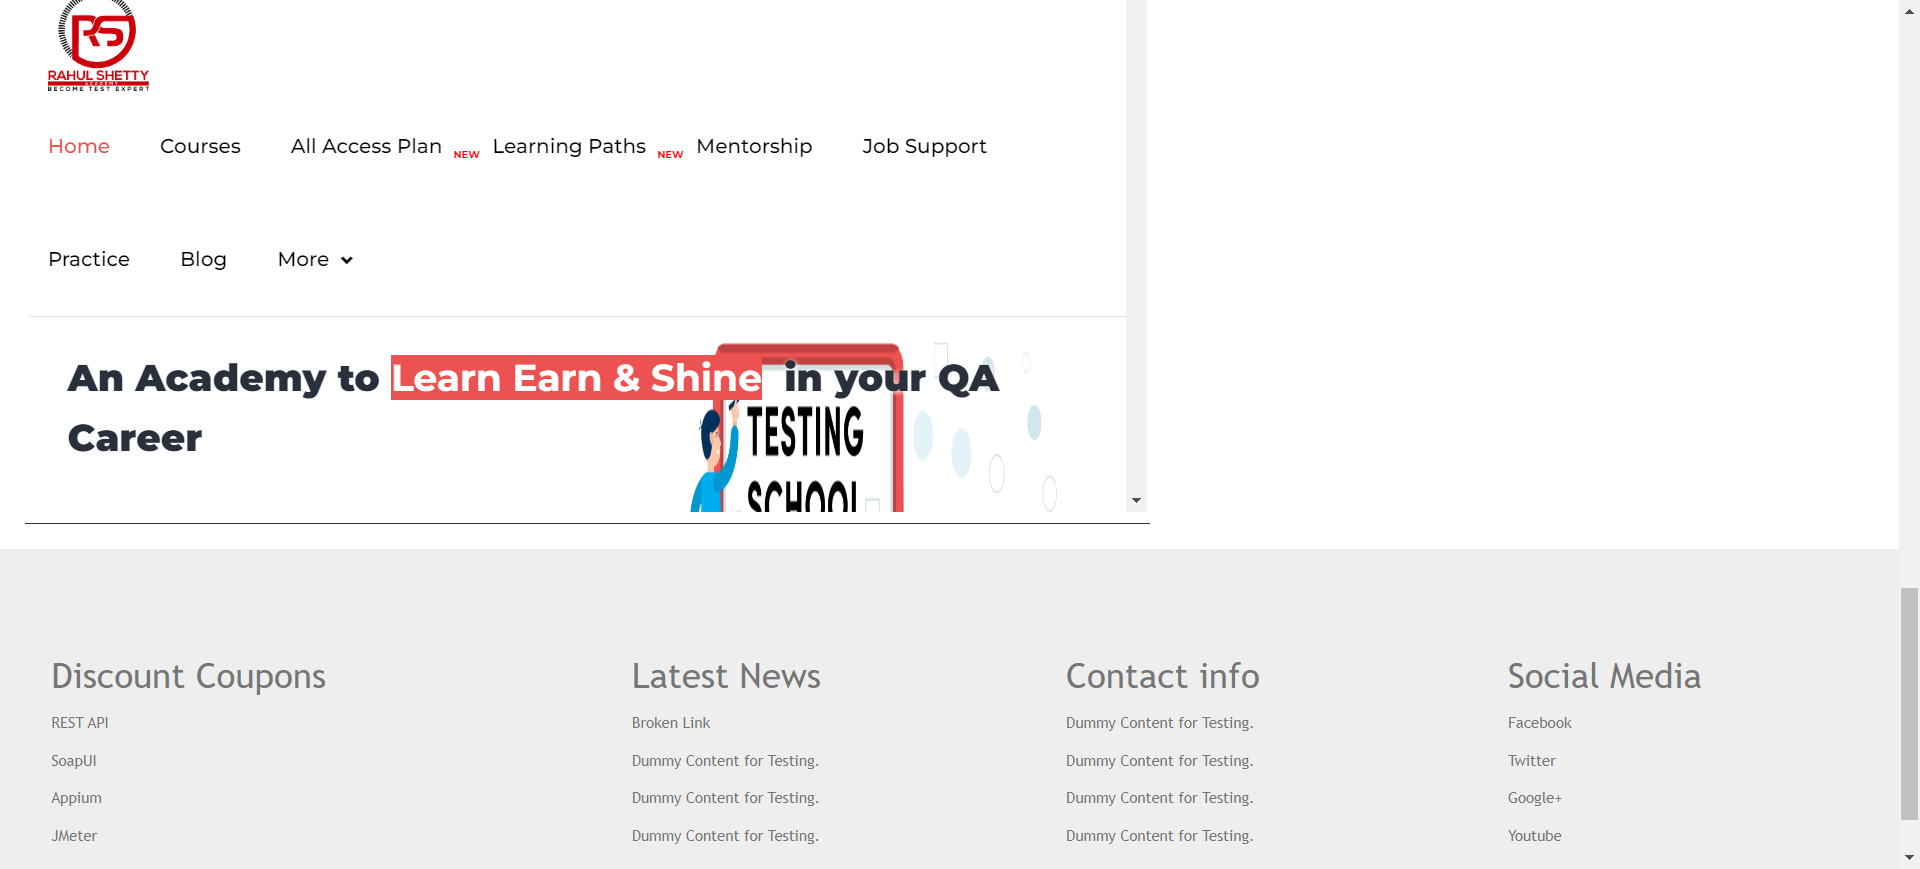 RS
RAHUL SHETTY
ACADEMY
BECOME TEST EXPERT
Home Courses All Access Plan NEW Learning Paths NEW Mentorship Job Support
Practice Blog More
An Academy to Learn Earn & Shine in your QA
Career
TESTING
SCHOOL
Discount Coupons
REST API
SoapUI
Appium
JMeter
Latest News
Broken Link
Dummy Content for Testing.
Dummy Content for Testing.
Dummy Content for Testing.
Contact info
Dummy Content for Testing.
Dummy Content for Testing.
Dummy Content for Testing.
Dummy Content for Testing.
Social Media
Facebook
Twitter
Google+
Youtube